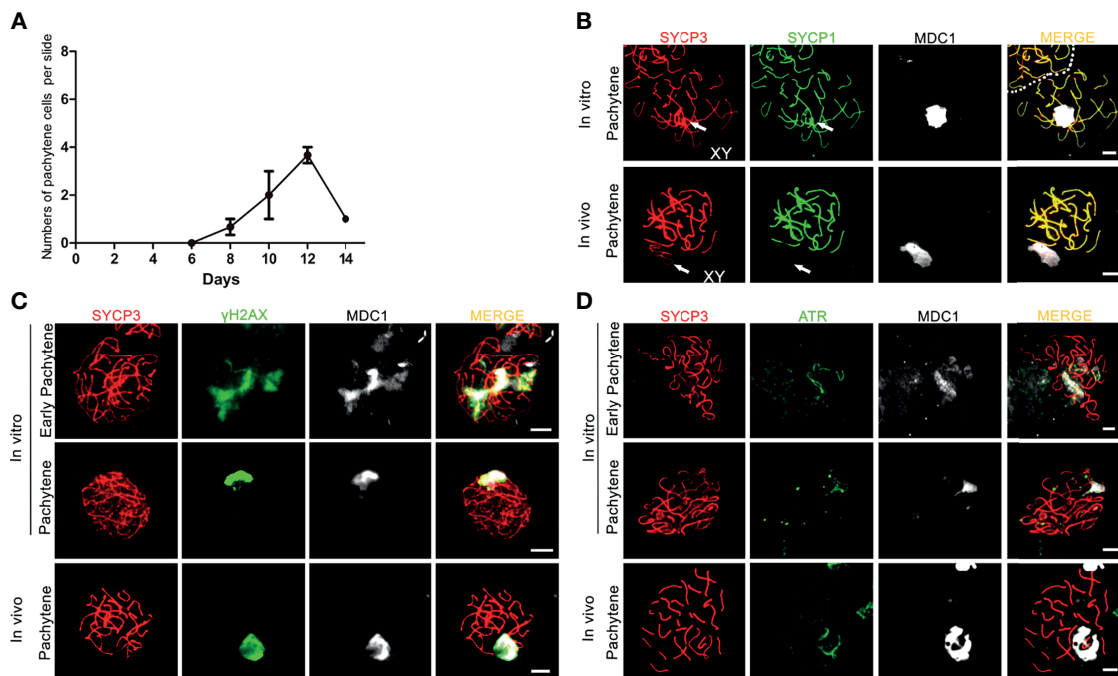 A
Numbers of pachytene cells per slide
8
6
4
2
0
0 2 4 6 8 10 12 14
Days
B
SYCP3 SYCP1 MDC1 MERGE
In vitro
Pachytene
XY
In vivo
Pachytene
XY
C
SYCP3 γH2AX MDC1 MERGE
In vitro
Early Pachytene
Pachytene
In vivo
Pachytene
D
SYCP3 ATR MDC1 MERGE
In vitro
Early Pachytene
Pachytene
In vivo
Pachytene